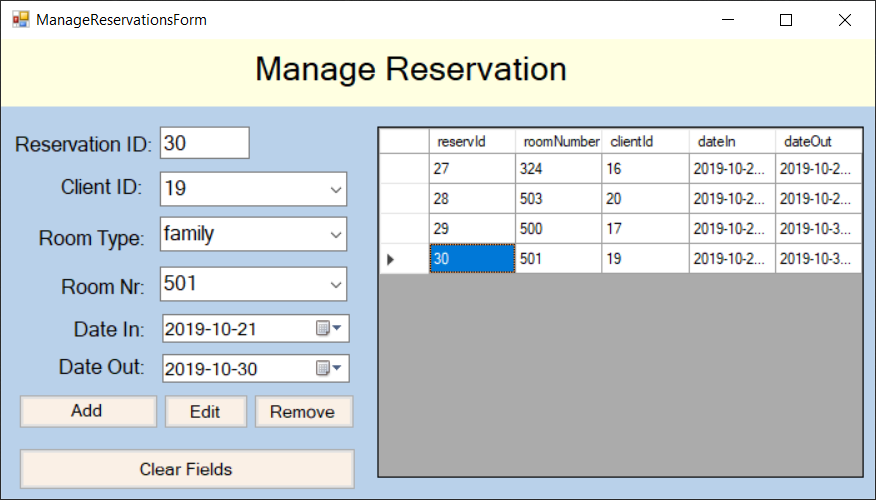 ManageReservationsForm
Manage Reservation
Reservation ID: 30
Client ID: 19
Room Type: family
Room Nr: 501
Date In: 2019-10-21
Date Out: 2019-10-30
Add Edit Remove
Clear Fields
reservId roomNumber clientId dateIn dateOut
27 324 16 2019-10-2... 2019-10-2...
28 503 20 2019-10-2... 2019-10-2...
29 500 17 2019-10-2... 2019-10-3...
30 501 19 2019-10-2... 2019-10-3...